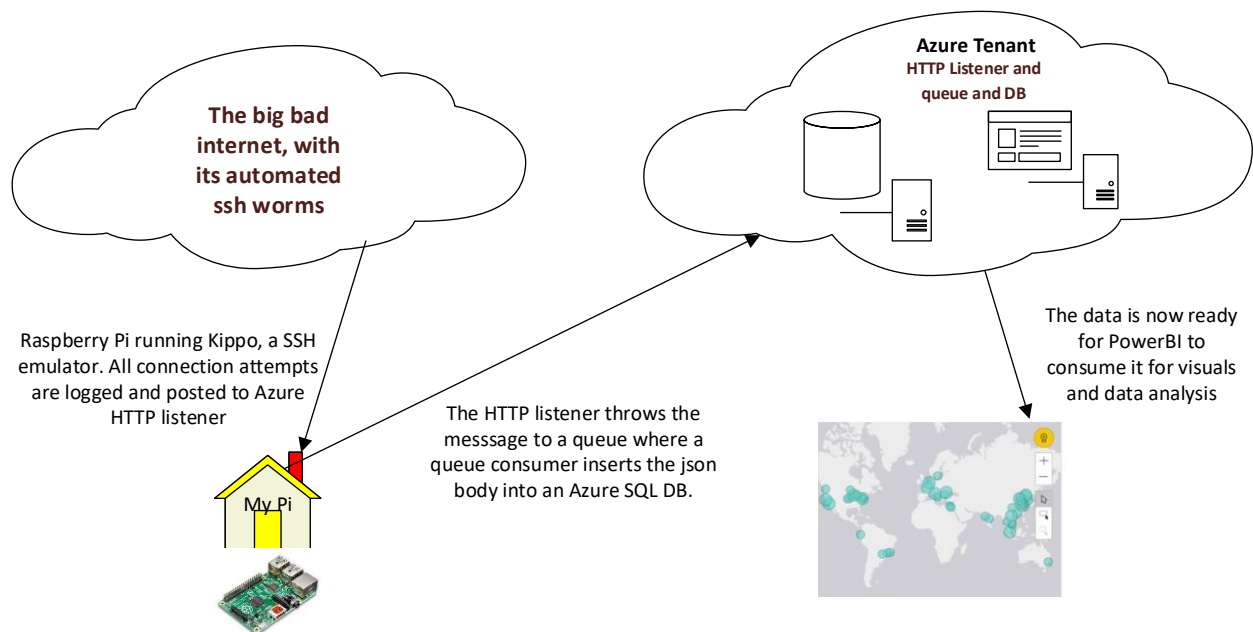 The big bad
internet, with
its automated
ssh worms
Azure Tenant
HTTP Listener and
queue and DB
Raspberry Pi running Kippo, a SSH
emulator. All connection attempts
are logged and posted to Azure
HTTP listener
My Pi
The HTTP listener throws the
messsage to a queue where a
queue consumer inserts the json
body into an Azure SQL DB.
The data is now ready
for PowerBI to
consume it for visuals
and data analysis